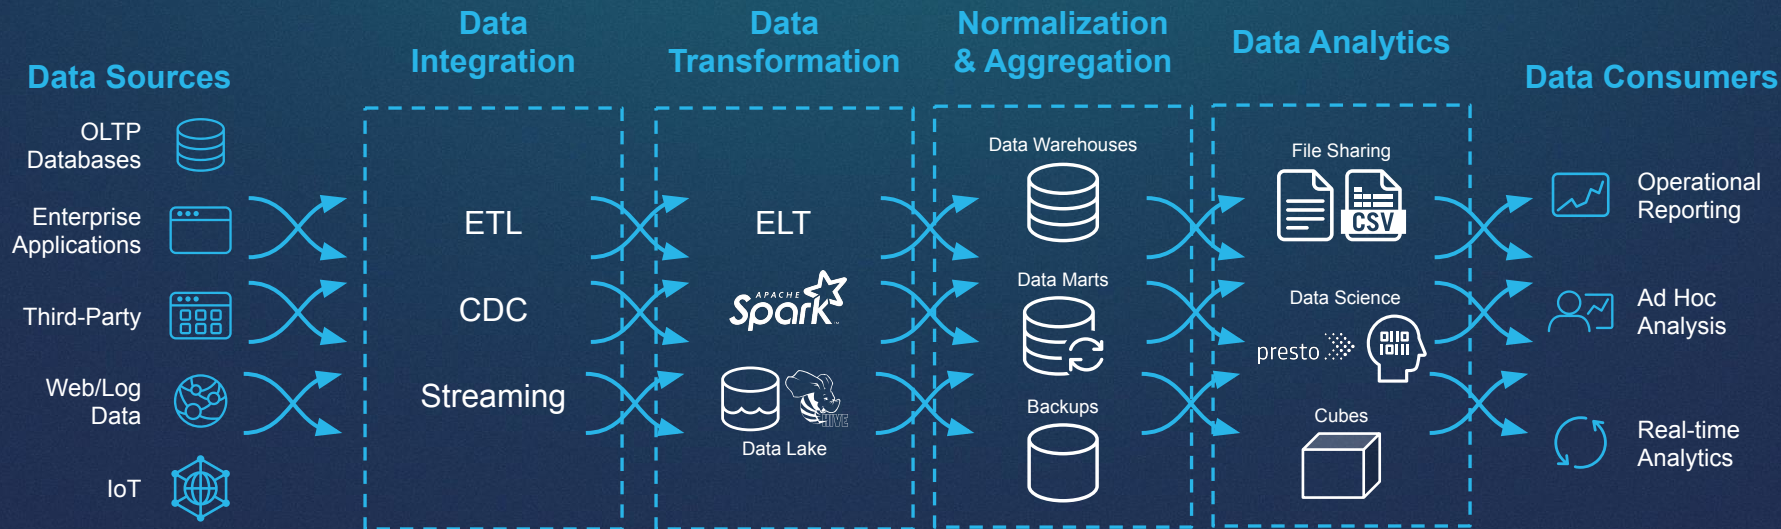 Data Sources
OLTP
Databases
Enterprise
Applications
Third-Party
Web/Log
Data
IoT
Data
Integration
ETL
CDC
Streaming
Data
Transformation
ELT
APACHE
Spark
HIVE
Data Lake
Normalization
& Aggregation
Data Warehouses
Data Marts
Backups
Data Analytics
File Sharing
CSV
Data Science
presto
Cubes
Data Consumers
Operational
Reporting
Ad Hoc
Analysis
Real-time
Analytics